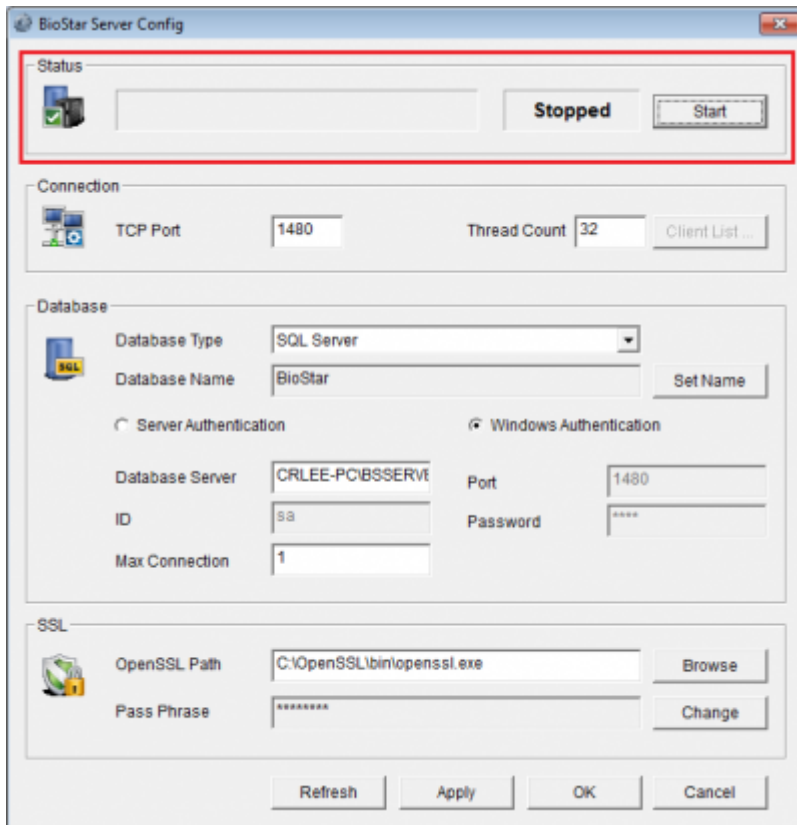 BioStar Server Config
Status
Stopped Start
Connection
TCP Port 1480 Thread Count 32 Client List ...
Database
Database Type SQL Server
SQL
Database Name BioStar Set Name
Server Authentication Windows Authentication
Database Server CRLEE-PC\BSSERVE Port 1480
ID sa Password ****
Max Connection 1
SSL
OpenSSL Path C:\OpenSSL\bin\openssl.exe Browse
Pass Phrase ******** Change
Refresh Apply OK Cancel